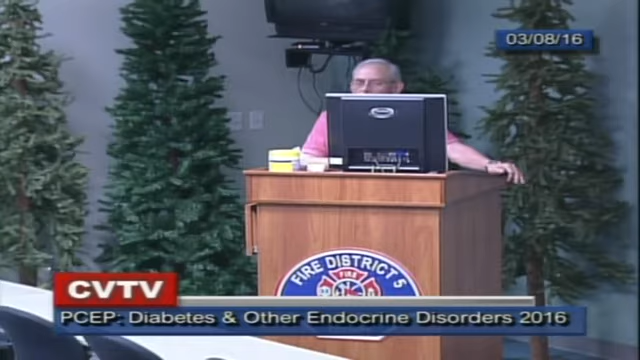 03/08/16
FIRE DISTRICT 5
FIRE
CVTV
PCEP: Diabetes & Other Endocrine Disorders 2016